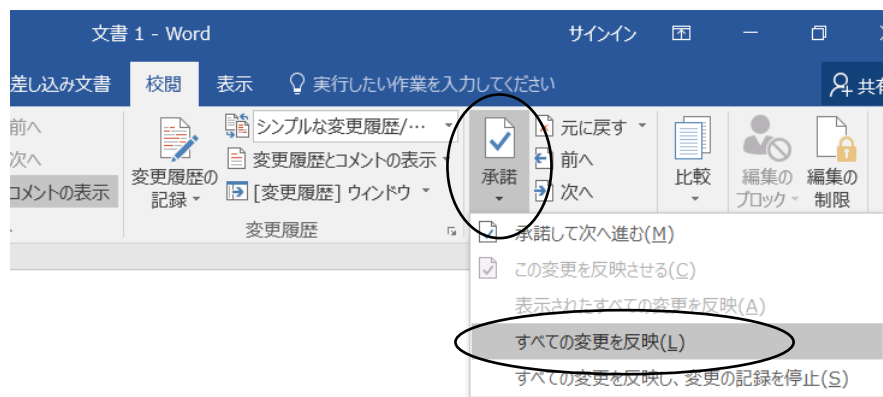 文書 1 - Word
サインイン
差し込み文書
校閲
表示
実行したい作業を入力してください
共有
前へ
次へ
コメントの表示
変更履歴の
記録
シンプルな変更履歴/…
変更履歴とコメントの表示
[変更履歴] ウィンドウ
変更履歴
承諾
元に戻す
前へ
次へ
比較
編集の
ブロック
編集の
制限
承諾して次へ進む(M)
この変更を反映させる(C)
表示されたすべての変更を反映(A)
すべての変更を反映(L)
すべての変更を反映し、変更の記録を停止(S)